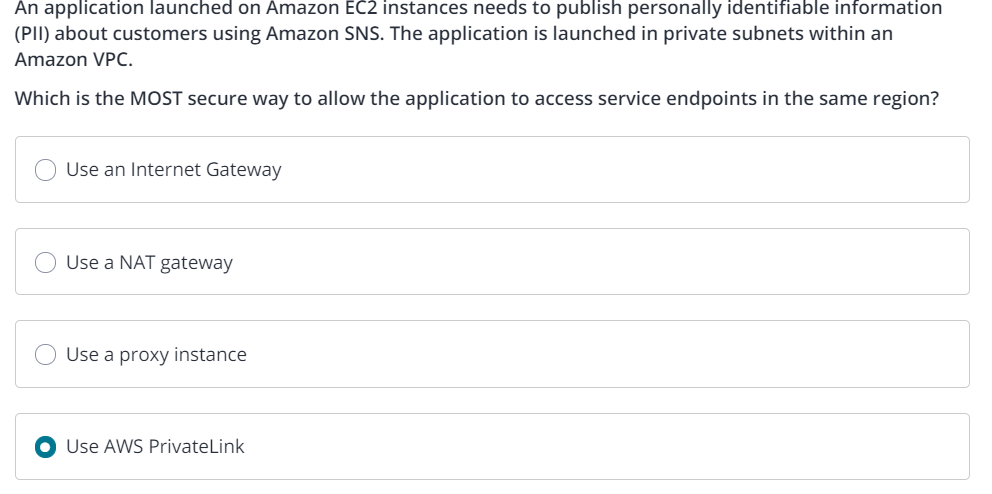 An application launched on Amazon EC2 instances needs to publish personally identifiable information
(PII) about customers using Amazon SNS. The application is launched in private subnets within an
Amazon VPC.
Which is the MOST secure way to allow the application to access service endpoints in the same region?
Use an Internet Gateway
Use a NAT gateway
Use a proxy instance
Use AWS PrivateLink